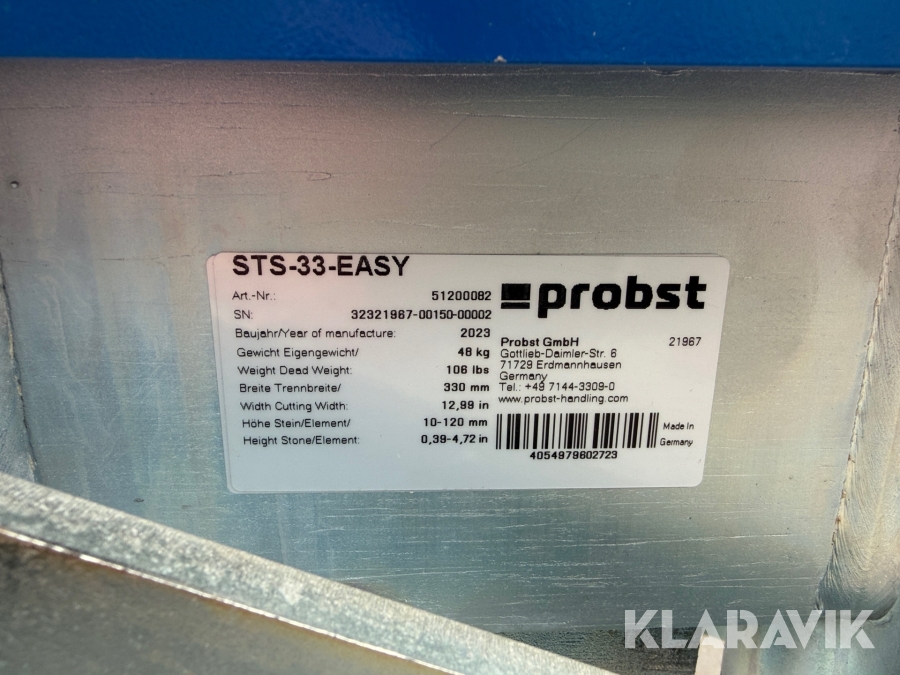 STS-33-EASY
Art.-Nr.: 51200082
SN: 32321967-00150-00002
Baujahr/Year of manufacture: 2023
Gewicht Eigengewicht/ 48 kg
Weight Dead Weight: 106 lbs
Breite Trennbreite/ 330 mm
Width Cutting Width: 12,99 in
Höhe Stein/Element/ 10-120 mm
Height Stone/Element: 0,39-4,72 in
probst
Probst GmbH 21967
Gottlieb-Daimler-Str. 6
71729 Erdmannhausen
Germany
Tel.: +49 7144-3309-0
www.probst-handling.com
Made in
Germany
4054979602723
KLARAVIK